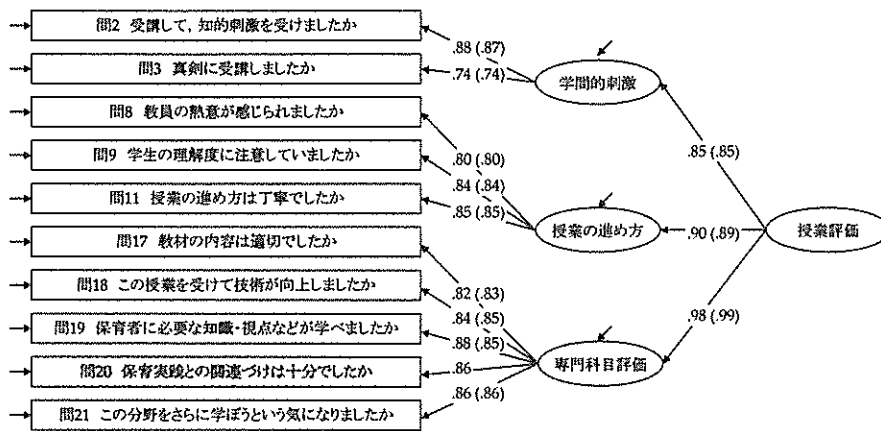 問2 受講して,知的刺激を受けましたか
.88 (.87)
問3 真剣に受講しましたか
.74 (.74)
学問的刺激
問8 教員の熱意が感じられましたか
.85 (.85)
問9 学生の理解度に注意していましたか
.80 (.80)
.84 (.84)
問11 授業の進め方は丁寧でしたか
.85 (.85)
授業の進め方
.90 (.89)
授業評価
問17 教材の内容は適切でしたか
問18 この授業を受けて技術が向上しましたか
.82 (.83)
.84 (.85)
.98 (.99)
問19 保育者に必要な知識・視点などが学べましたか
.88 (.85)
問20 保育実践との関連づけは十分でしたか
.86
専門科目評価
.86 (.86)
問21 この分野をさらに学ぼうという気になりましたか